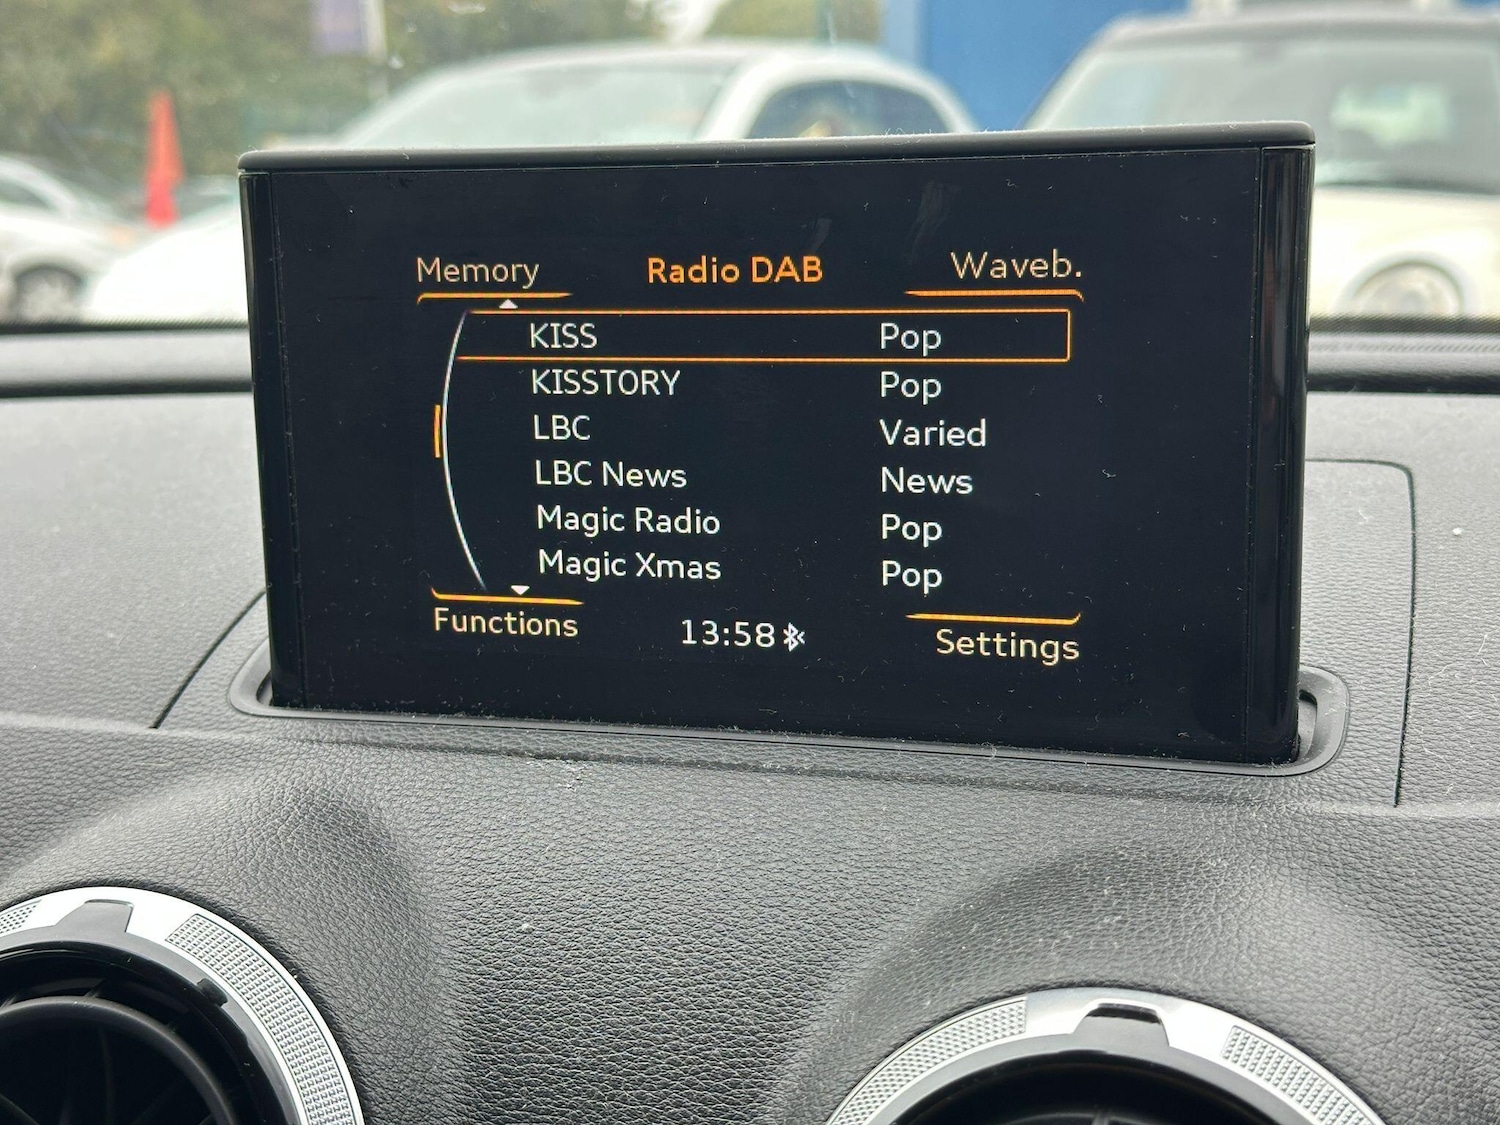 Memory Radio DAB Waveb.
KISS Pop
KISSTORY Pop
LBC Varied
LBC News News
Magic Radio Pop
Magic Xmas Pop
Functions 13:58 Settings